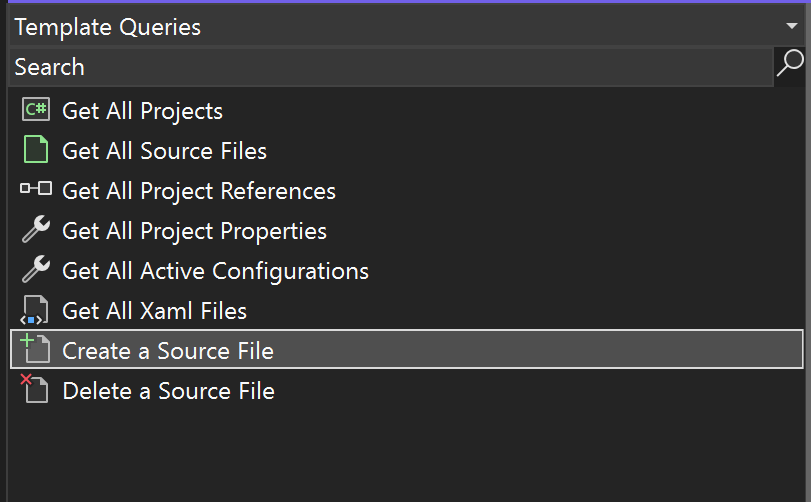 Template Queries
Search
C# Get All Projects
Get All Source Files
Get All Project References
Get All Project Properties
Get All Active Configurations
Get All Xaml Files
Create a Source File
Delete a Source File